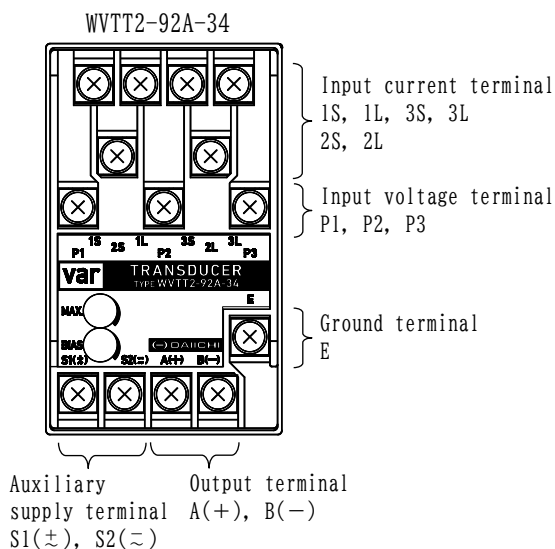 WVTT2-92A-34
Input current terminal
1S, 1L, 3S, 3L
2S, 2L
Input voltage terminal
P1, P2, P3
P1 1S 2S 1L P2 3S 2L 3L P3
var TRANSDUCER
TYPE WVTT2-92A-34
E
MAX.
Ground terminal
E
BIAS DAIICHI
S1(±) S2(≂) A(+) B(−)
Auxiliary
supply terminal
S1(±), S2(≂)
Output terminal
A(+), B(−)